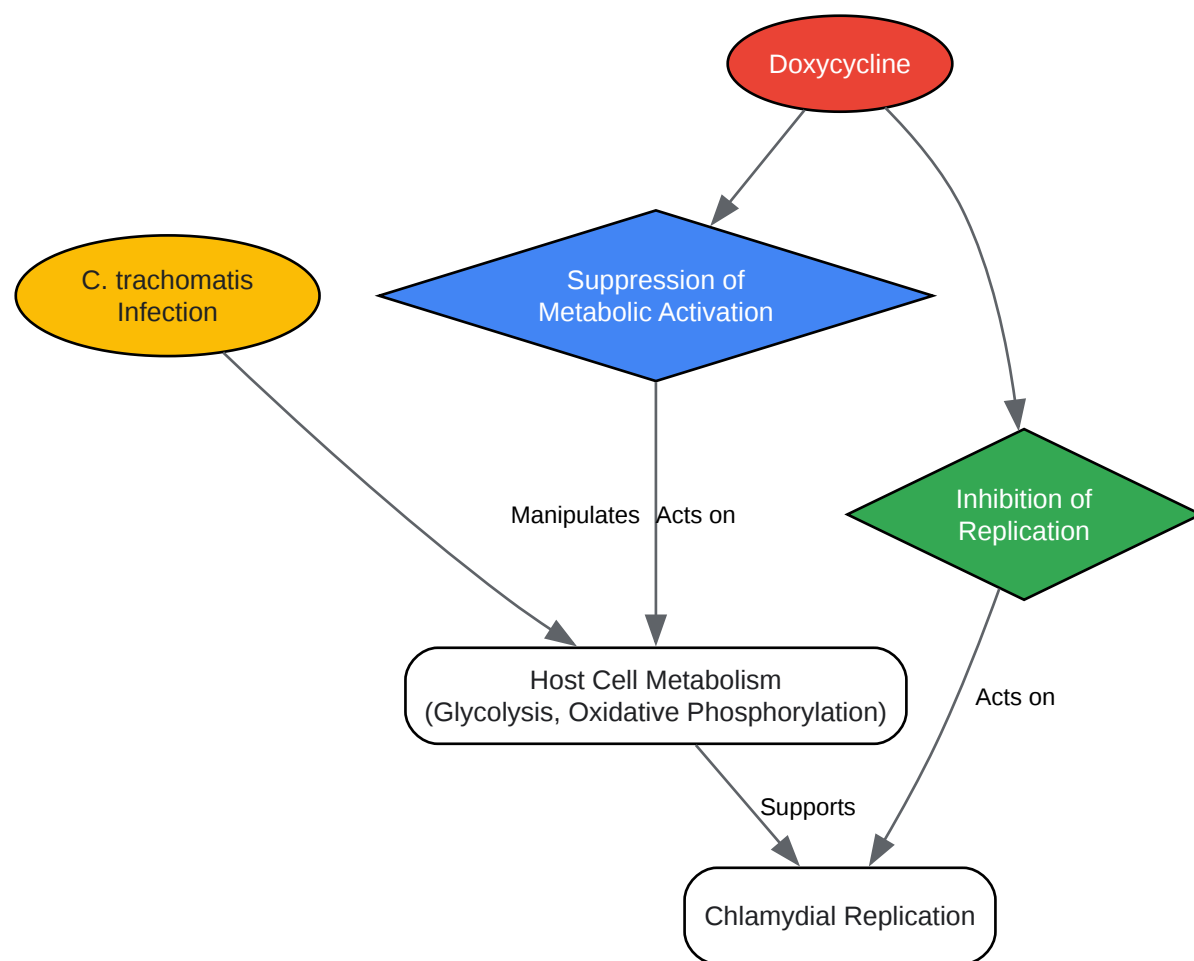 Doxycycline
C. trachomatis
Infection
Suppression of
Metabolic Activation
Inhibition of
Replication
Manipulates
Acts on
Host Cell Metabolism
(Glycolysis, Oxidative Phosphorylation)
Acts on
Supports
Chlamydial Replication